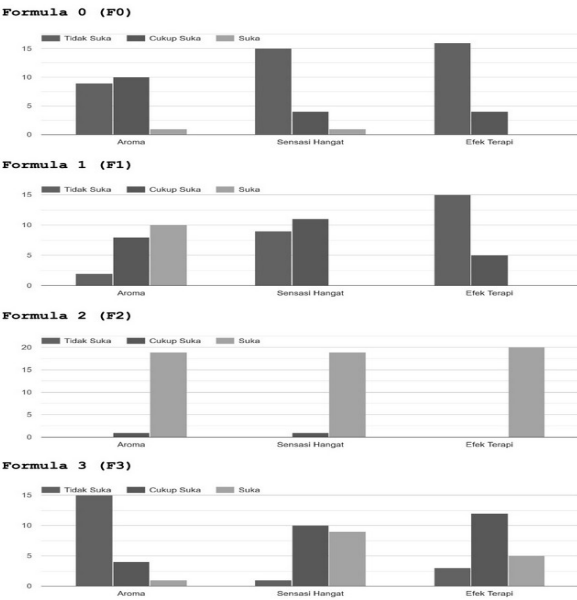 Formula 0 (F0)
Tidak Suka Cukup Suka Suka
15
10
5
0
Aroma Sensasi Hangat Efek Terapi
Formula 1 (F1)
Tidak Suka Cukup Suka Suka
15
10
5
0
Aroma Sensasi Hangat Efek Terapi
Formula 2 (F2)
Tidak Suka Cukup Suka Suka
20
15
10
5
0
Aroma Sensasi Hangat Efek Terapi
Formula 3 (F3)
Tidak Suka Cukup Suka Suka
15
10
5
0
Aroma Sensasi Hangat Efek Terapi